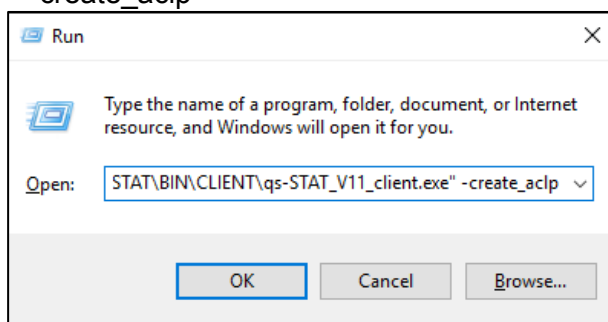 create_aclp
Run
Type the name of a program, folder, document, or Internet
resource, and Windows will open it for you.
Open: STAT\BIN\CLIENT\qs-STAT_V11_client.exe" -create_aclp
OK Cancel Browse...